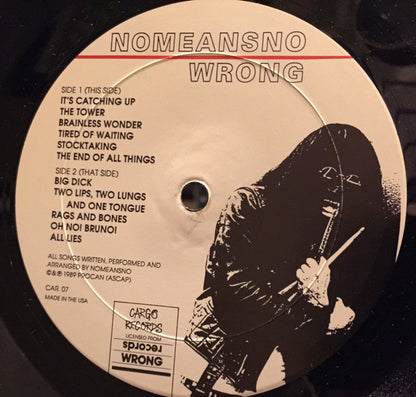 NOMEANSNO
WRONG
SIDE 1 (THIS SIDE)
IT'S CATCHING UP
THE TOWER
BRAINLESS WONDER
TIRED OF WAITING
STOCKTAKING
THE END OF ALL THINGS
SIDE 2 (THAT SIDE)
BIG DICK
TWO LIPS, TWO LUNGS
AND ONE TONGUE
RAGS AND BONES
OH NO! BRUNO!
ALL LIES
ALL SONGS WRITTEN, PERFORMED AND
ARRANGED BY NOMEANSNO
©&℗ 1989 PROCAN (ASCAP)
CAR. 07
MADE IN THE USA
CARGO
RECORDS
LICENSED FROM
WRONG
records